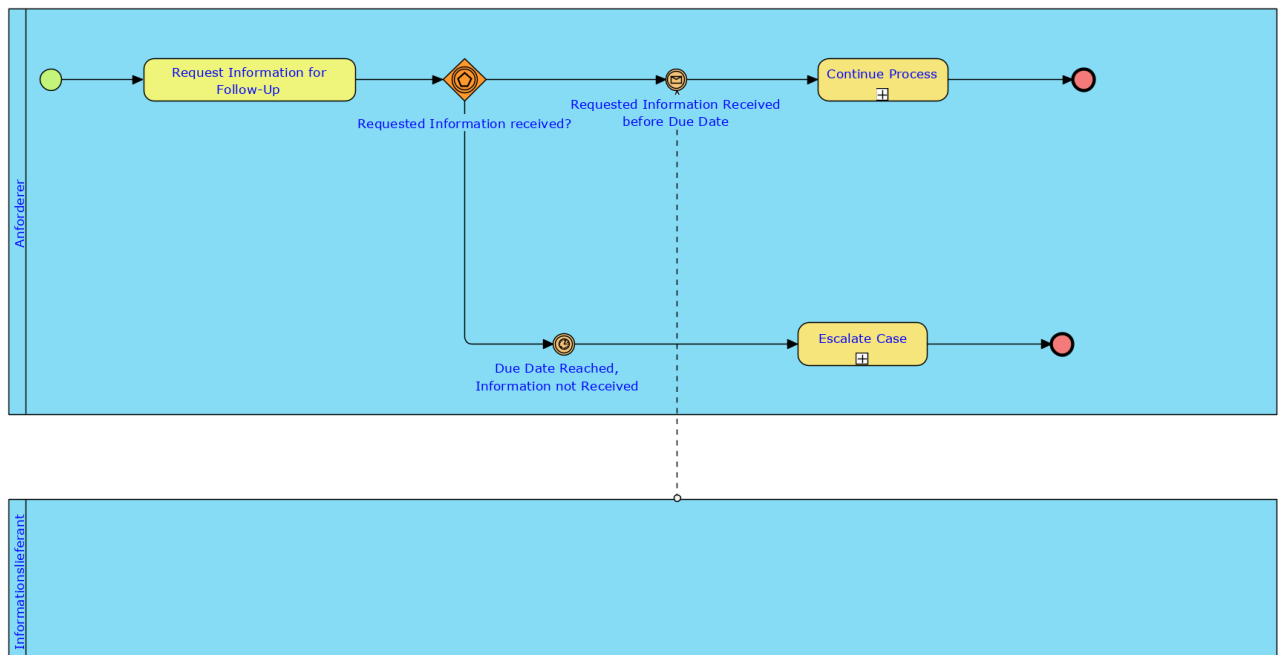 Anforderer
Request Information for
Follow-Up
Requested Information received?
Requested Information Received
before Due Date
Continue Process
Due Date Reached,
Information not Received
Escalate Case
Informationslieferant